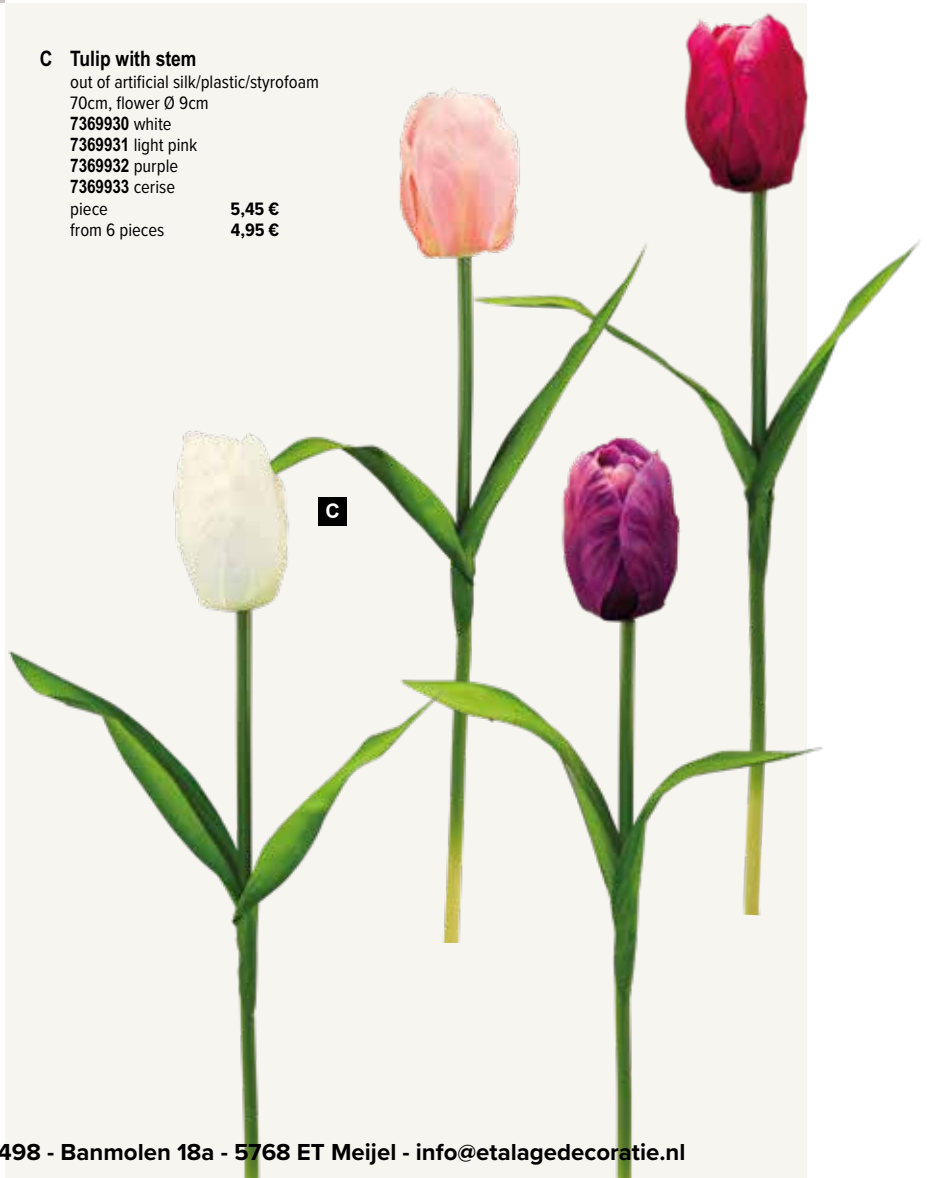 C Tulip with stem
out of artificial silk/plastic/styrofoam
70cm, flower Ø 9cm
7369930 white
7369931 light pink
7369932 purple
7369933 cerise
piece 5,45 €
from 6 pieces 4,95 €
C
498 - Banmolen 18a - 5768 ET Meijel - info@etalagedecoratie.nl